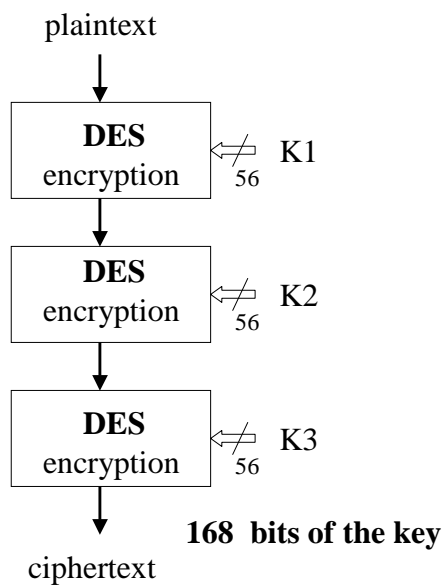 plaintext
DES
encryption
K1
56
DES
encryption
K2
56
DES
encryption
K3
56
168 bits of the key
ciphertext